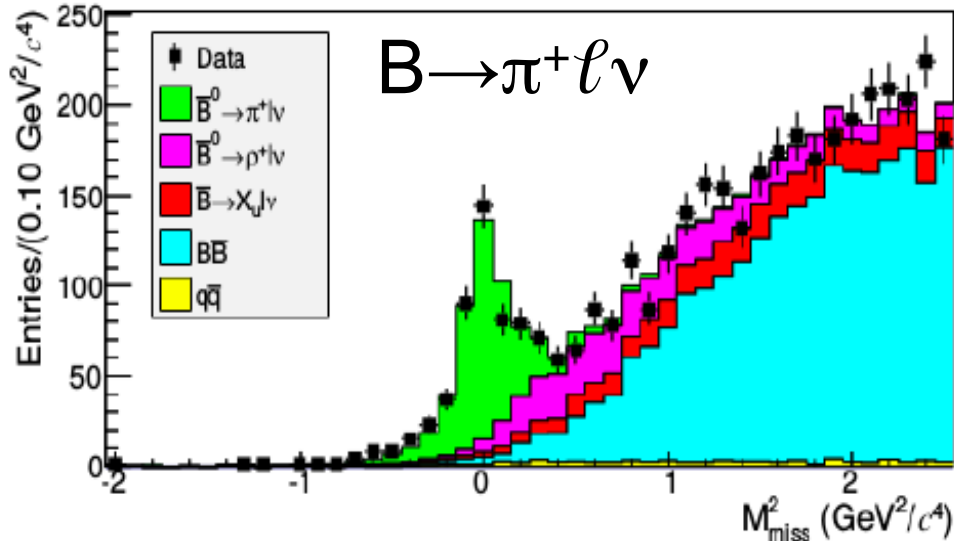 B→π⁺ℓν
Data
B̅⁰→π⁺lν
B̅⁰→ρ⁺lν
B̅→Xᵤlν
BB̅
qq̅
Entries/(0.10 GeV²/c⁴)
250
200
150
100
50
0
-2 -1 0 1 2
M²miss (GeV²/c⁴)